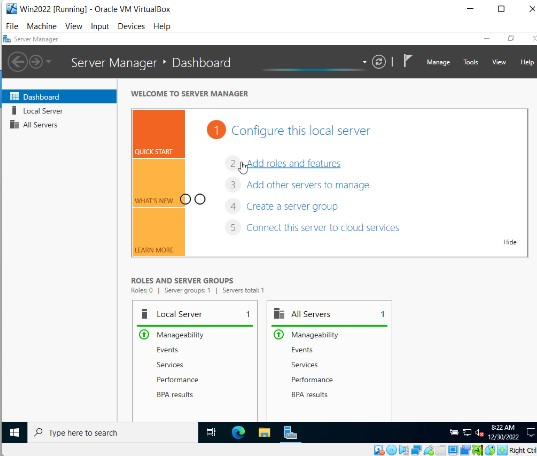 Win2022 [Running] - Oracle VM VirtualBox
File Machine View Input Devices Help
Server Manager
Server Manager • Dashboard
Manage Tools View Help
Dashboard
Local Server
All Servers
WELCOME TO SERVER MANAGER
QUICK START
WHAT'S NEW
LEARN MORE
1 Configure this local server
2 Add roles and features
3 Add other servers to manage
4 Create a server group
5 Connect this server to cloud services
Hide
ROLES AND SERVER GROUPS
Roles: 0 | Server groups: 1 | Servers total: 1
Local Server 1
Manageability
Events
Services
Performance
BPA results
All Servers 1
Manageability
Events
Services
Performance
BPA results
Type here to search
8:22 AM
12/30/2022
Right Ctrl